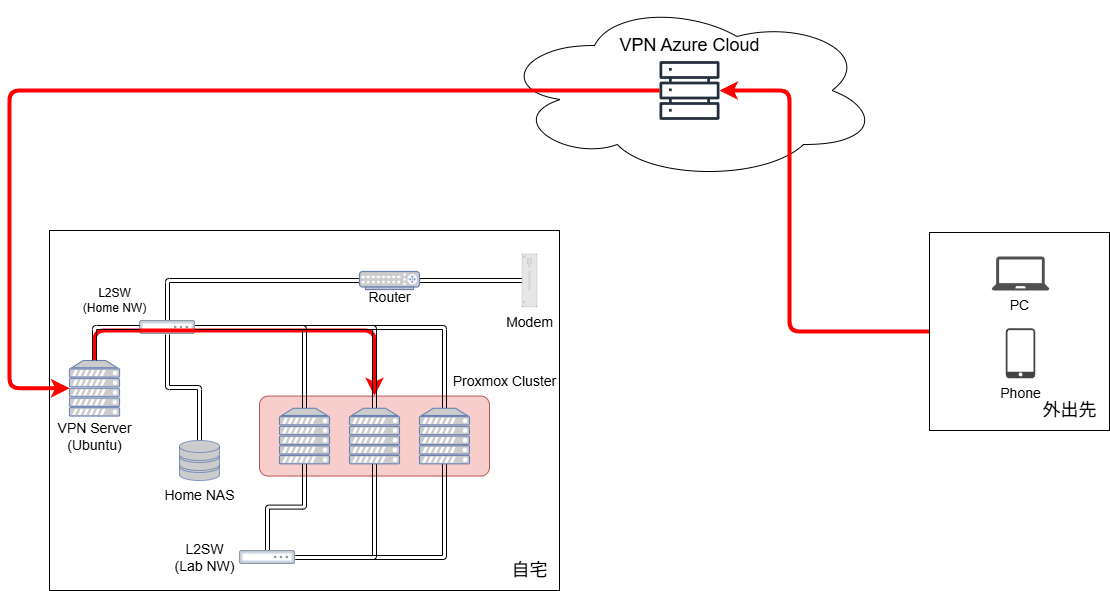 VPN Azure Cloud
L2SW
(Home NW)
Router
Modem
VPN Server
(Ubuntu)
Home NAS
Proxmox Cluster
L2SW
(Lab NW)
自宅
PC
Phone
外出先